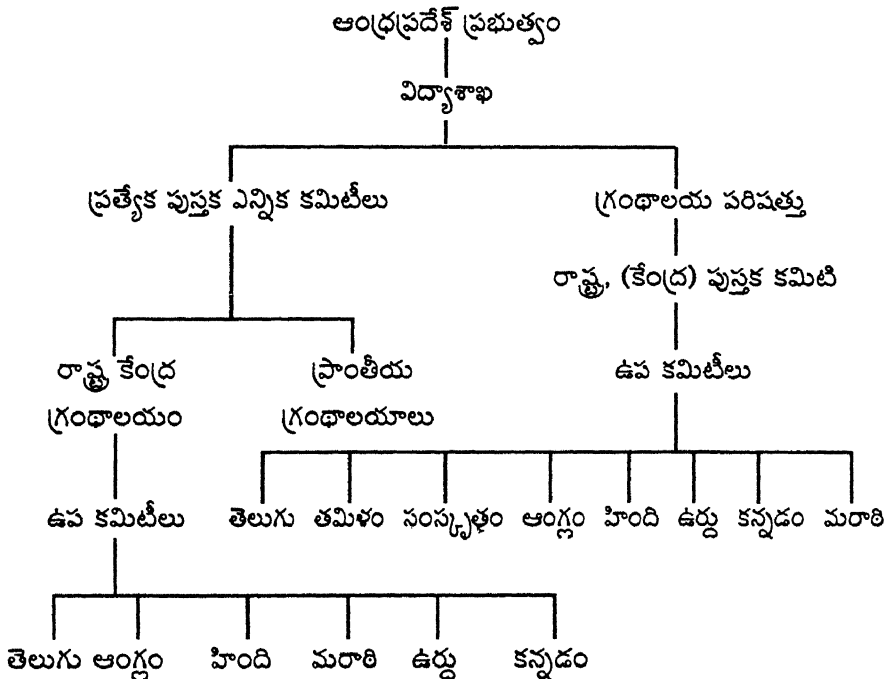 ఆంధ్రప్రదేశ్ ప్రభుత్వం
విద్యాశాఖ
ప్రత్యేక పుస్తక ఎన్నిక కమిటీలు
గ్రంథాలయ పరిషత్తు
రాష్ట్ర, (కేంద్ర) పుస్తక కమిటి
రాష్ట్ర కేంద్ర
గ్రంథాలయం
ప్రాంతీయ
గ్రంథాలయాలు
ఉప కమిటీలు
ఉప కమిటీలు
తెలుగు తమిళం సంస్కృతం ఆంగ్లం హింది ఉర్దు కన్నడం మరాఠి
తెలుగు ఆంగ్లం హింది మరాఠి ఉర్దు కన్నడం